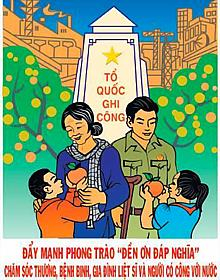 TỔ
QUỐC
GHI
CÔNG
ĐẨY MẠNH PHONG TRÀO "ĐỀN ƠN ĐÁP NGHĨA"
CHĂM SÓC THƯƠNG, BỆNH BINH, GIA ĐÌNH LIỆT SĨ VÀ NGƯỜI CÓ CÔNG VỚI NƯỚC